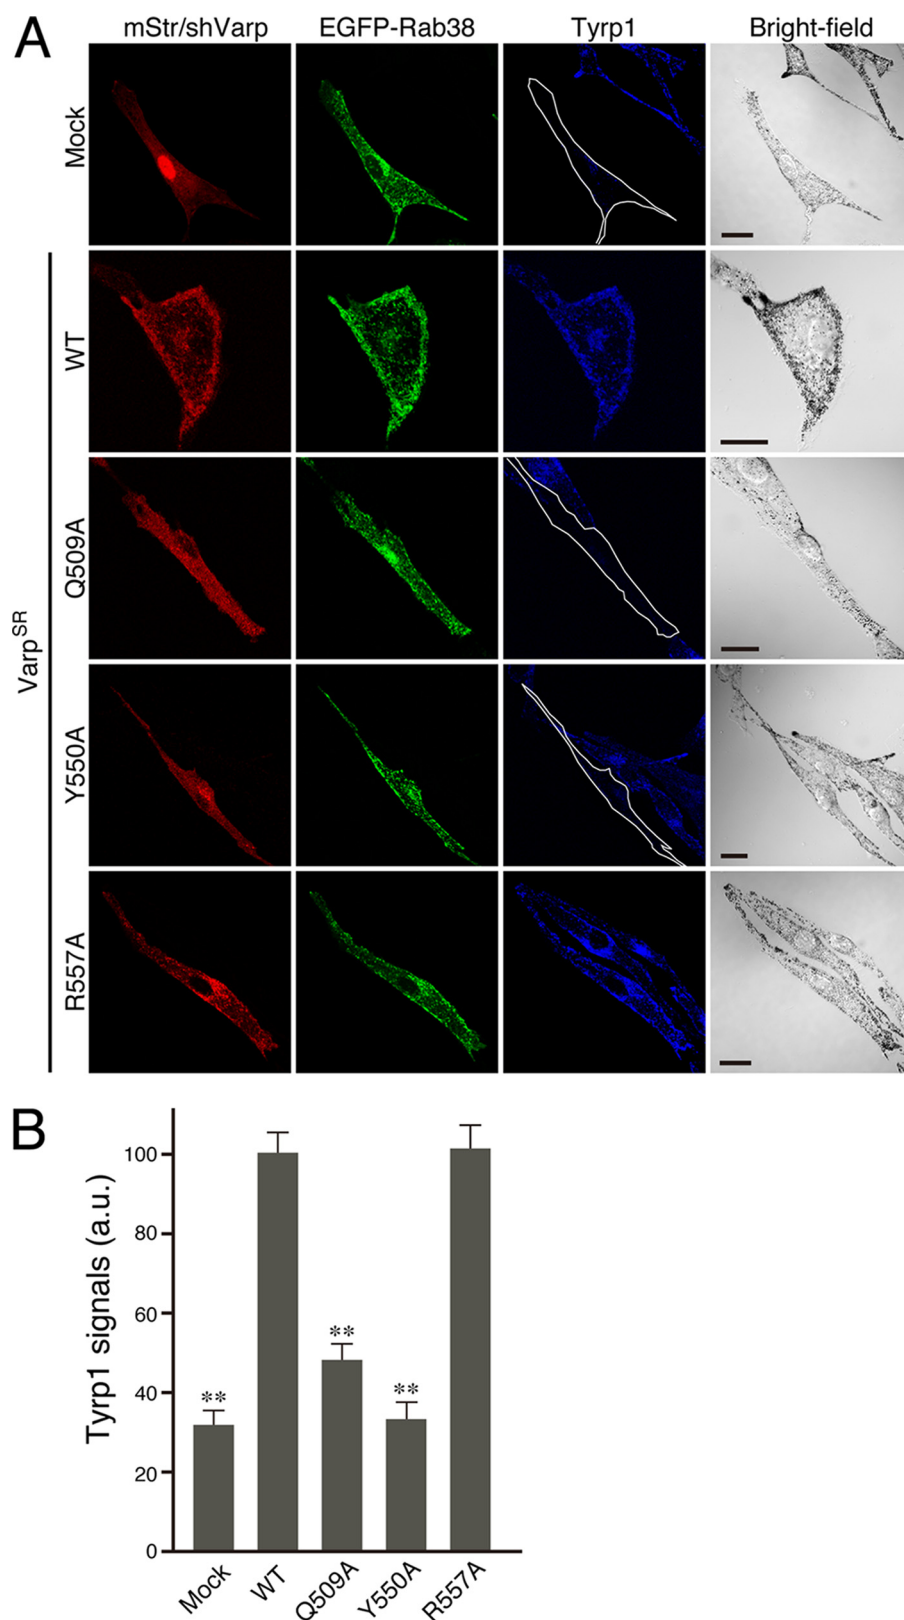 A
mStr/shVarp EGFP-Rab38 Tyrp1 Bright-field
Mock
WT
Q509A
Y550A
R557A
Varp^SR
B
Tyrp1 signals (a.u.)
100
80
60
40
20
0
**
**
**
Mock WT Q509A Y550A R557A